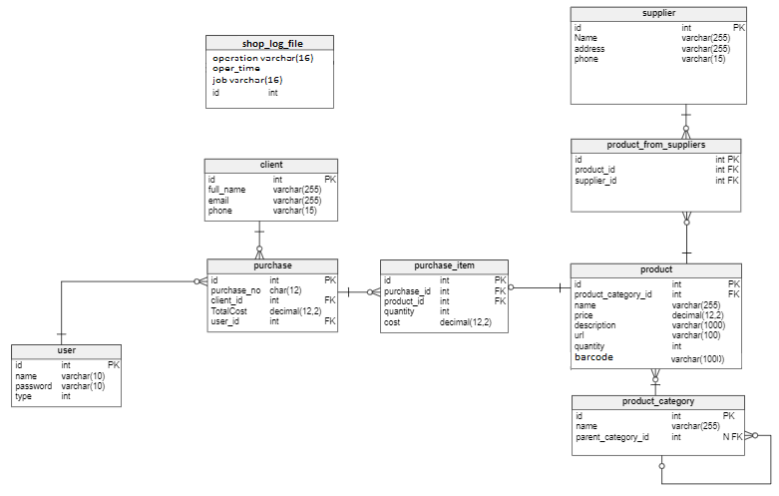 supplier
id int PK
Name varchar(255)
address varchar(255)
phone varchar(15)
shop_log_file
operation varchar(16)
oper_time
job varchar(16)
id int
product_from_suppliers
id int PK
product_id int FK
supplier_id int FK
client
id int PK
full_name varchar(255)
email varchar(255)
phone varchar(15)
purchase
id int PK
purchase_no char(12)
client_id int FK
TotalCost decimal(12,2)
user_id int FK
purchase_item
id int PK
purchase_id int FK
product_id int FK
quantity int
cost decimal(12,2)
product
id int PK
product_category_id int FK
name varchar(255)
price decimal(12,2)
description varchar(1000)
url varchar(100)
quantity int
barcode varchar(1000)
user
id int PK
name varchar(10)
password varchar(10)
type int
product_category
id int PK
name varchar(255)
parent_category_id int N FK